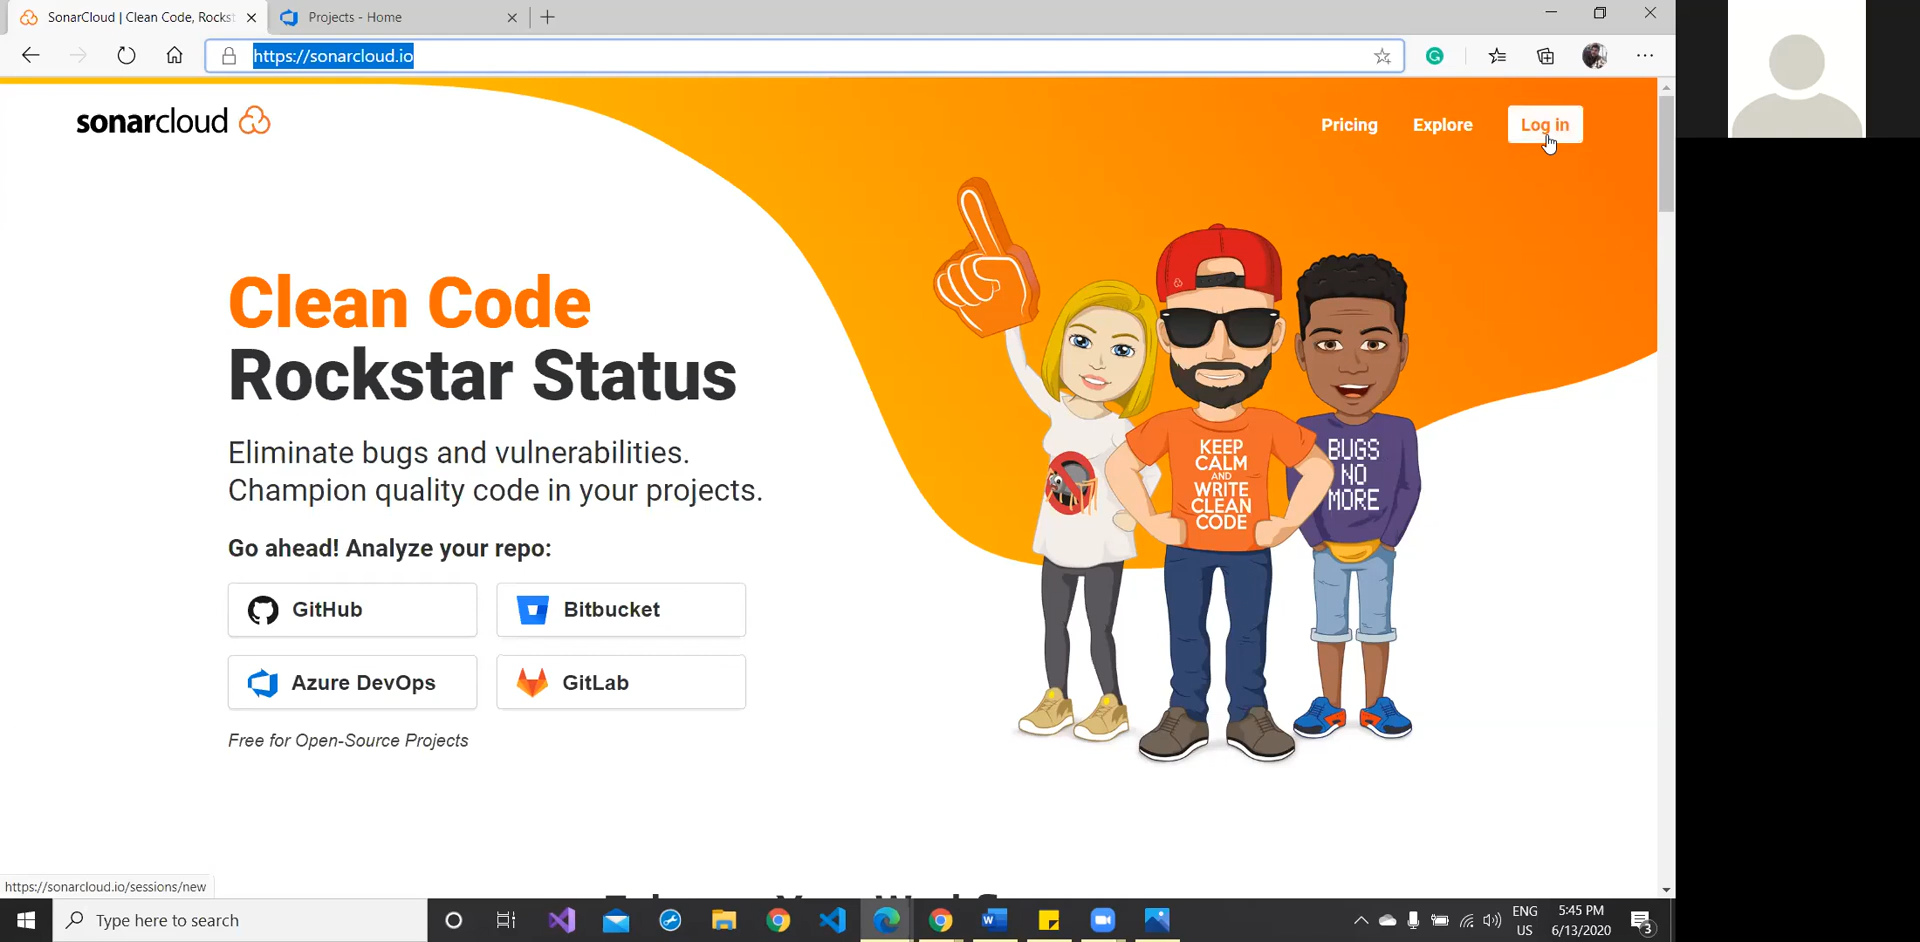 SonarCloud | Clean Code, Rockst
Projects - Home
https://sonarcloud.io
sonarcloud
Pricing
Explore
Log in
Clean Code
Rockstar Status
Eliminate bugs and vulnerabilities.
Champion quality code in your projects.
Go ahead! Analyze your repo:
GitHub
Bitbucket
Azure DevOps
GitLab
Free for Open-Source Projects
KEEP
CALM
AND
WRITE
CLEAN
CODE
BUGS
NO
MORE
https://sonarcloud.io/sessions/new
Type here to search
ENG
US
5:45 PM
6/13/2020
3